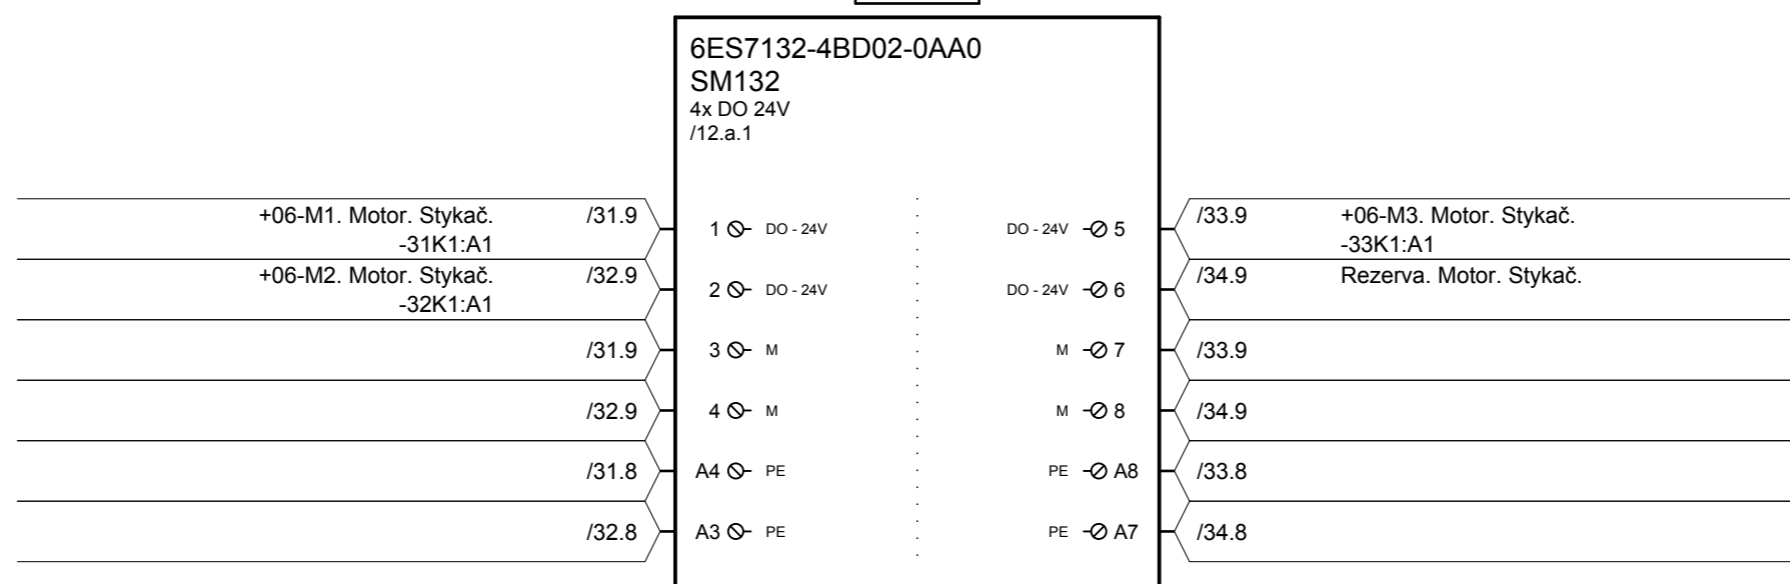 6ES7132-4BD02-0AA0
SM132
4x DO 24V
/12.a.1
+06-M1. Motor. Stykač. /31.9 1 DO - 24V DO - 24V 5 /33.9 +06-M3. Motor. Stykač.
-31K1:A1 -33K1:A1
+06-M2. Motor. Stykač. /32.9 2 DO - 24V DO - 24V 6 /34.9 Rezerva. Motor. Stykač.
-32K1:A1
/31.9 3 M M 7 /33.9
/32.9 4 M M 8 /34.9
/31.8 A4 PE PE A8 /33.8
/32.8 A3 PE PE A7 /34.8